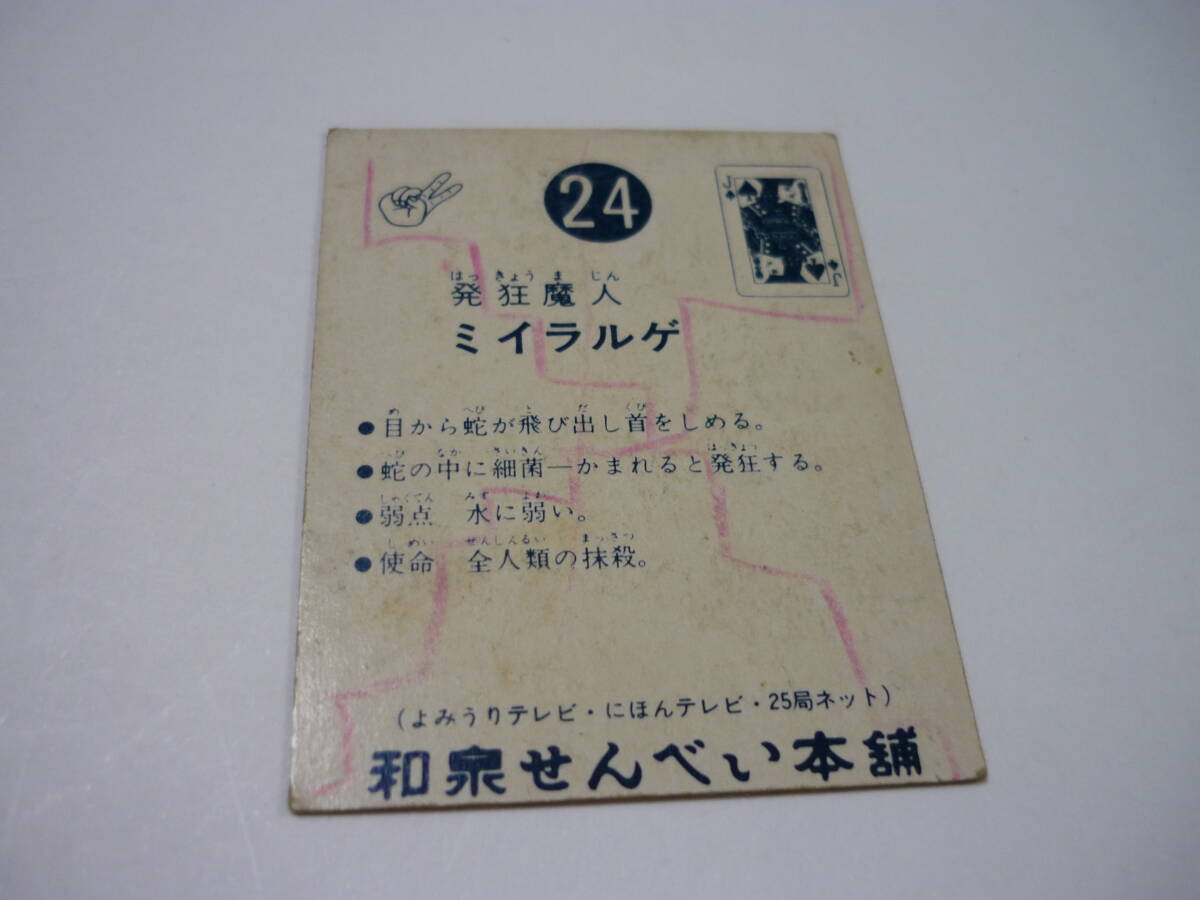 24
J
J
はっきょうまじん
発狂魔人
ミイラルゲ
め へび と だ くび
●目から蛇が飛び出し首をしめる。
へび なか さいきん はっきょう
●蛇の中に細菌―かまれると発狂する。
じゃくてん みず よわ
●弱点 水に弱い。
しめい ぜんじんるい まっさつ
●使命 全人類の抹殺。
(よみうりテレビ・にほんテレビ・25局ネット)
和泉せんべい本舗